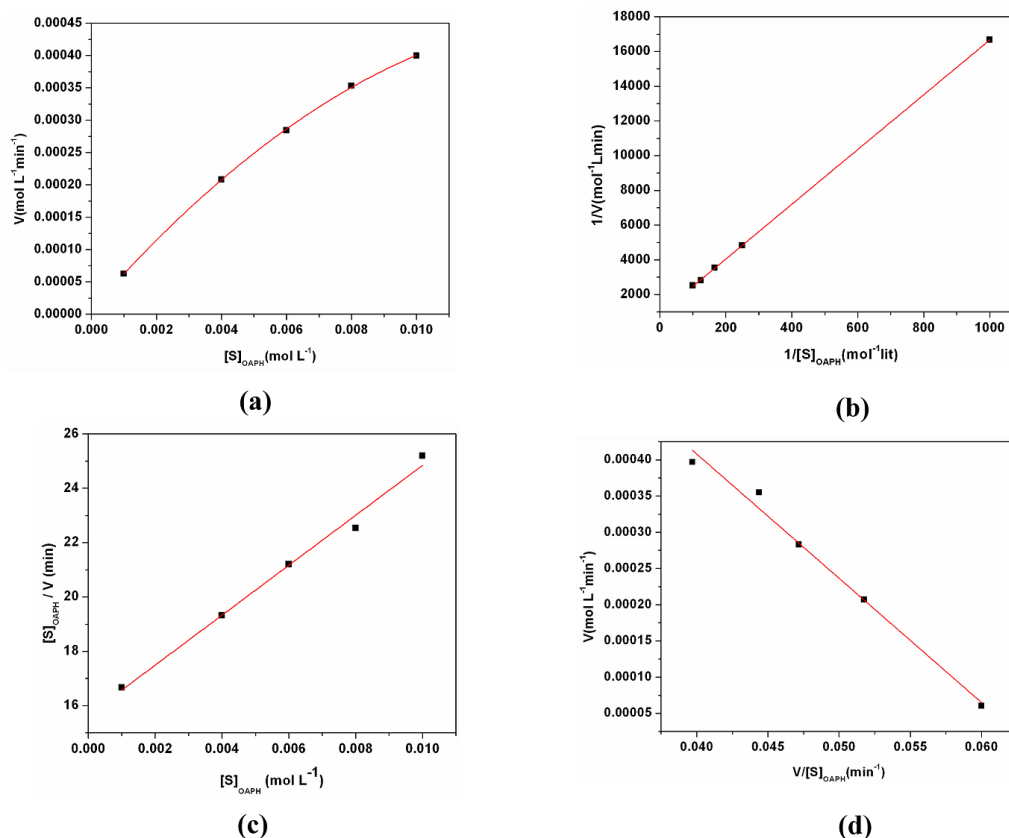 0.00045
0.00040
0.00035
0.00030
0.00025
0.00020
0.00015
0.00010
0.00005
0.00000
V(mol L⁻¹min⁻¹)
0.000 0.002 0.004 0.006 0.008 0.010
[S]OAPH(mol L⁻¹)
(a)
18000
16000
14000
12000
10000
8000
6000
4000
2000
1/V(mol⁻¹Lmin)
0 200 400 600 800 1000
1/[S]OAPH(mol⁻¹lit)
(b)
26
24
22
20
18
16
[S]OAPH / V (min)
0.000 0.002 0.004 0.006 0.008 0.010
[S]OAPH (mol L⁻¹)
(c)
0.00040
0.00035
0.00030
0.00025
0.00020
0.00015
0.00010
0.00005
V(mol L⁻¹min⁻¹)
0.040 0.045 0.050 0.055 0.060
V/[S]OAPH(min⁻¹)
(d)